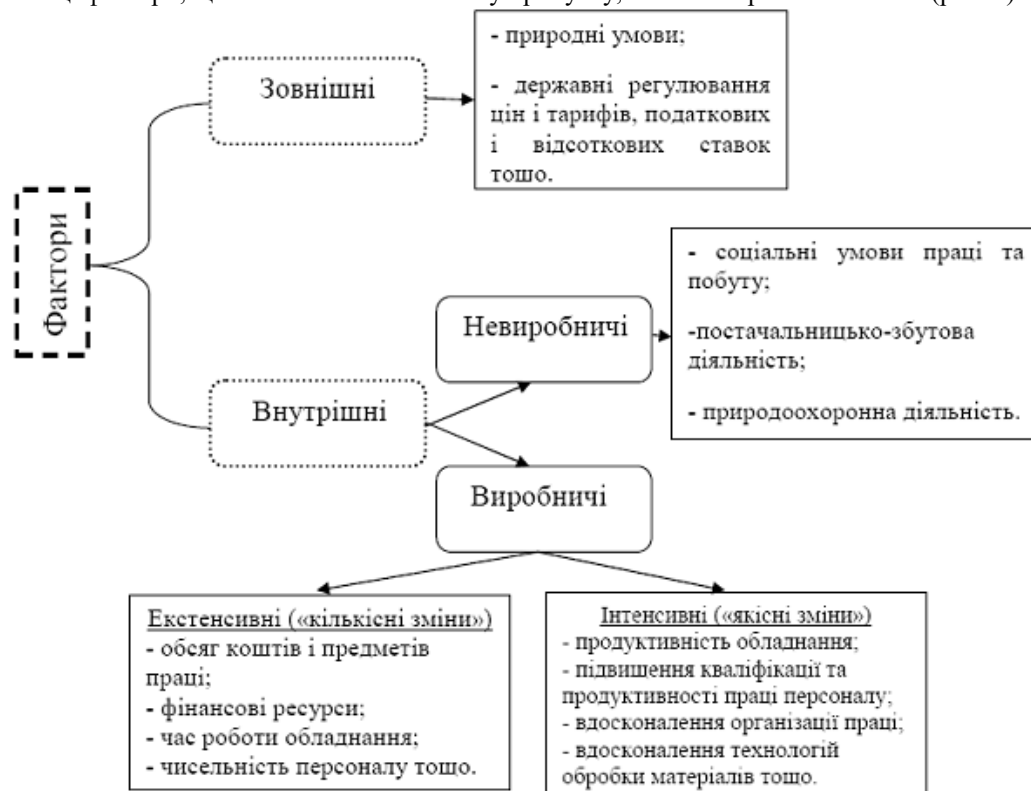 - природні умови;
- державні регулювання
цін і тарифів, податкових
і відсоткових ставок
тошо.
Зовнішні
Фактори
- соціальні умови праці та
побуту;
-постачальницько-збутова
діяльність;
- природоохоронна діяльність.
Невиробничі
Внутрішні
Виробничі
Екстенсивні («кількісні зміни»)
- обсяг коштів і предметів
праці;
- фінансові ресурси;
- час роботи обладнання;
- чисельність персоналу тощо.
Інтенсивні («якісні зміни»)
- продуктивність обладнання;
- підвищення кваліфікації та
продуктивності праці персоналу;
- вдосконалення організації праці;
- вдосконалення технологій
обробки матеріалів тощо.